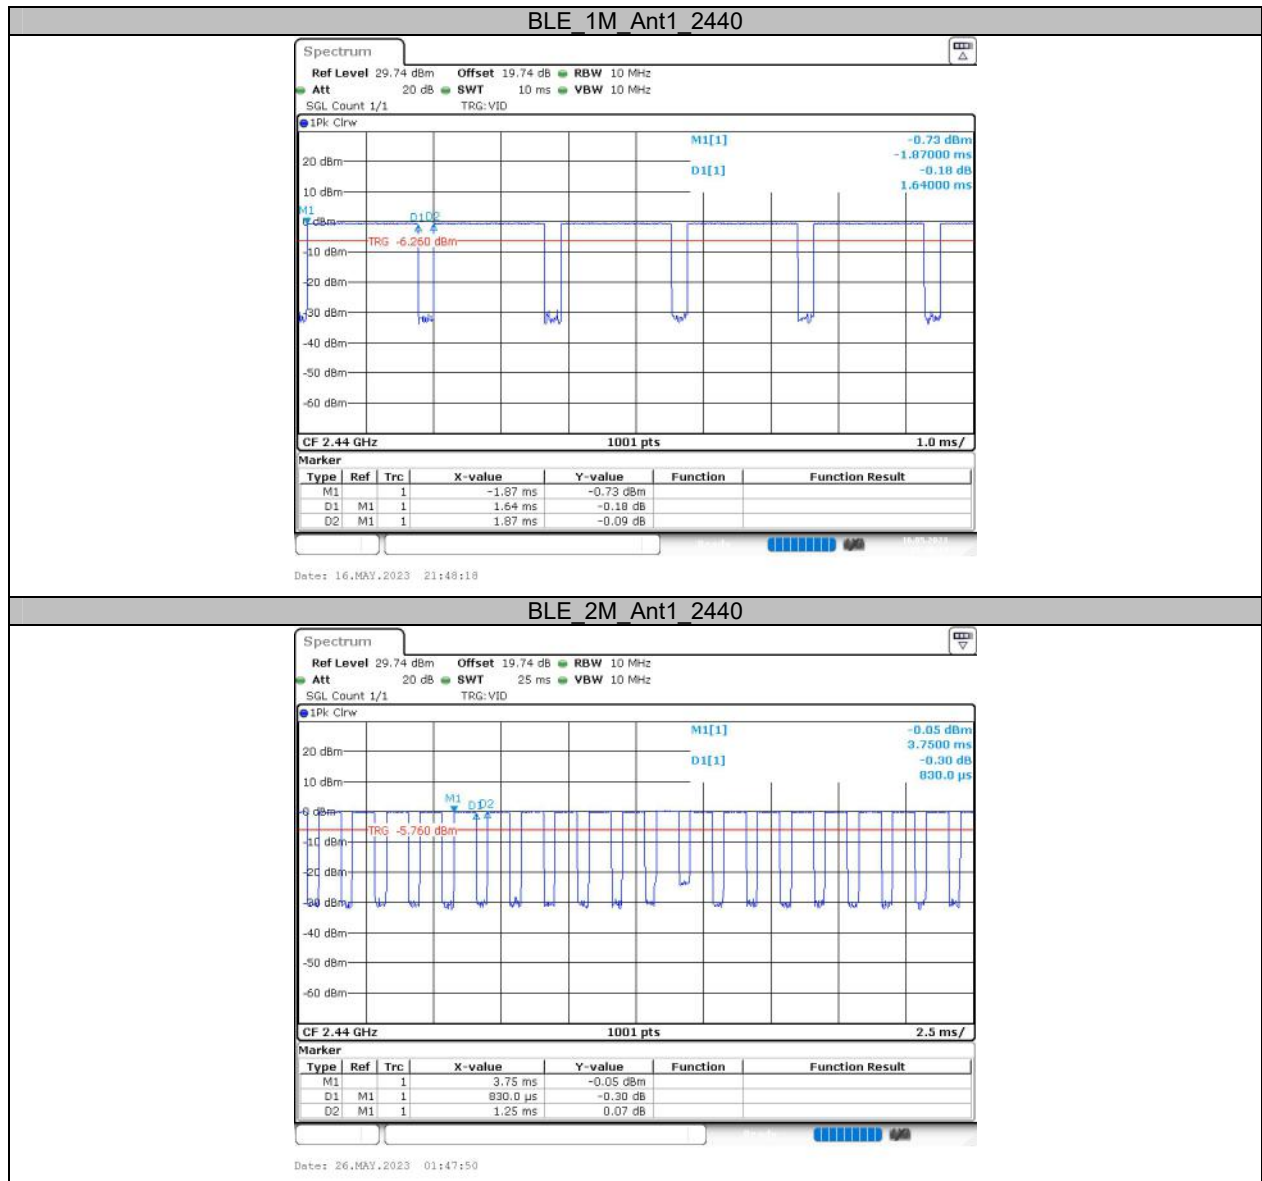 BLE_1M_Ant1_2440
Spectrum
Ref Level 29.74 dBm Offset 19.74 dB RBW 10 MHz
Att 20 dB SWT 10 ms VBW 10 MHz
SGL Count 1/1 TRG:VID
1Pk Clrw
M1[1] -0.73 dBm
-1.87000 ms
D1[1] -0.18 dB
1.64000 ms
20 dBm
10 dBm
M1
D1 D2
0 dBm
TRG -6.260 dBm
-10 dBm
-20 dBm
-30 dBm
-40 dBm
-50 dBm
-60 dBm
CF 2.44 GHz 1001 pts 1.0 ms/
Marker
Type Ref Trc X-value Y-value Function Function Result
M1 1 -1.87 ms -0.73 dBm
D1 M1 1 1.64 ms -0.18 dB
D2 M1 1 1.87 ms -0.09 dB
Date: 16.MAY.2023 21:48:18
BLE_2M_Ant1_2440
Spectrum
Ref Level 29.74 dBm Offset 19.74 dB RBW 10 MHz
Att 20 dB SWT 25 ms VBW 10 MHz
SGL Count 1/1 TRG:VID
1Pk Clrw
M1[1] -0.05 dBm
3.7500 ms
D1[1] -0.30 dB
830.0 µs
20 dBm
10 dBm
M1
D1 D2
0 dBm
TRG -5.760 dBm
-10 dBm
-20 dBm
-30 dBm
-40 dBm
-50 dBm
-60 dBm
CF 2.44 GHz 1001 pts 2.5 ms/
Marker
Type Ref Trc X-value Y-value Function Function Result
M1 1 3.75 ms -0.05 dBm
D1 M1 1 830.0 µs -0.30 dB
D2 M1 1 1.25 ms 0.07 dB
Date: 26.MAY.2023 01:47:50